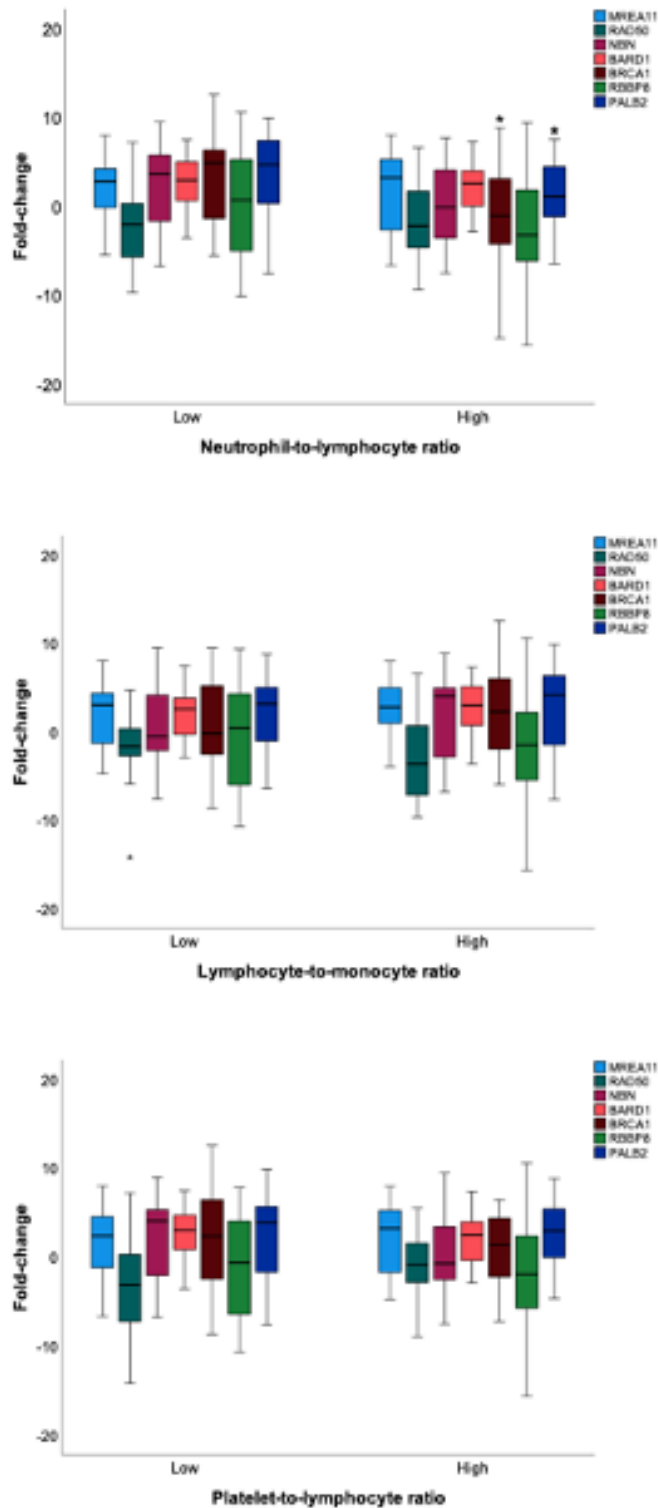 20
10
0
-10
-20
Fold-change
Low
High
Neutrophil-to-lymphocyte ratio
MREA11
RAD50
NBN
BARD1
BRCA1
RBBP8
PALB2
*
*
20
10
0
-10
-20
Fold-change
Low
High
Lymphocyte-to-monocyte ratio
MREA11
RAD50
NBN
BARD1
BRCA1
RBBP8
PALB2
*
20
10
0
-10
-20
Fold-change
Low
High
Platelet-to-lymphocyte ratio
MREA11
RAD50
NBN
BARD1
BRCA1
RBBP8
PALB2